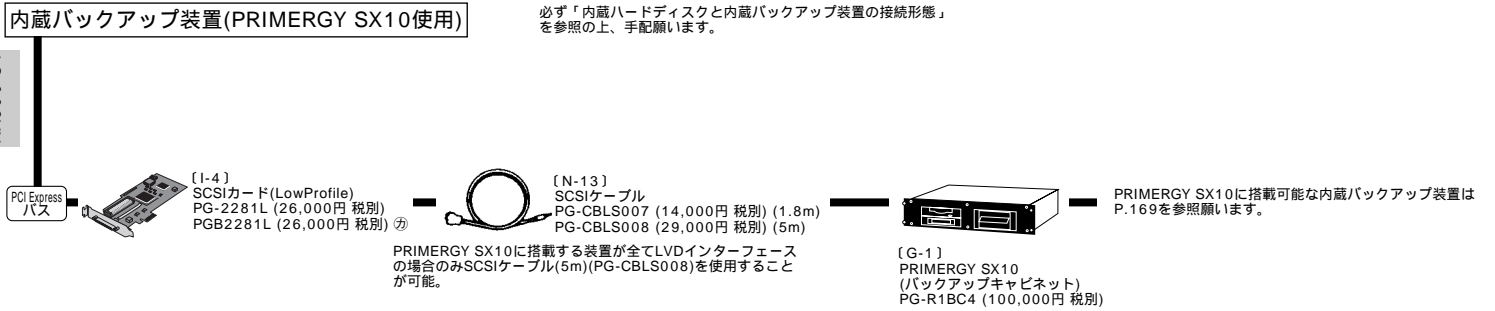 内蔵バックアップ装置(PRIMERGY SX10使用)
必ず「内蔵ハードディスクと内蔵バックアップ装置の接続形態」
を参照の上、手配願います。
PCI Express
バス
〔I-4〕
SCSIカード(LowProfile)
PG-2281L (26,000円 税別)
PGB2281L (26,000円 税別) ㋕
〔N-13〕
SCSIケーブル
PG-CBLS007 (14,000円 税別) (1.8m)
PG-CBLS008 (29,000円 税別) (5m)
PRIMERGY SX10に搭載する装置が全てLVDインターフェース
の場合のみSCSIケーブル(5m)(PG-CBLS008)を使用すること
が可能。
〔G-1〕
PRIMERGY SX10
(バックアップキャビネット)
PG-R1BC4 (100,000円 税別)
PRIMERGY SX10に搭載可能な内蔵バックアップ装置は
P.169を参照願います。